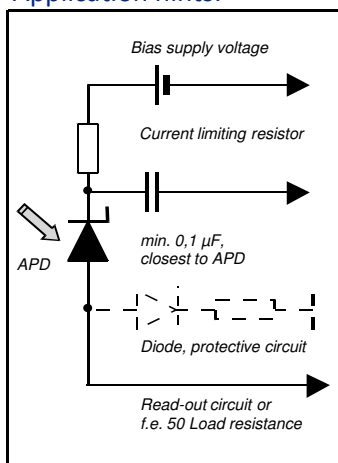 Application hints:
Bias supply voltage
Current limiting resistor
APD
min. 0,1 µF,
closest to APD
Diode, protective circuit
Read-out circuit or
f.e. 50 Load resistance